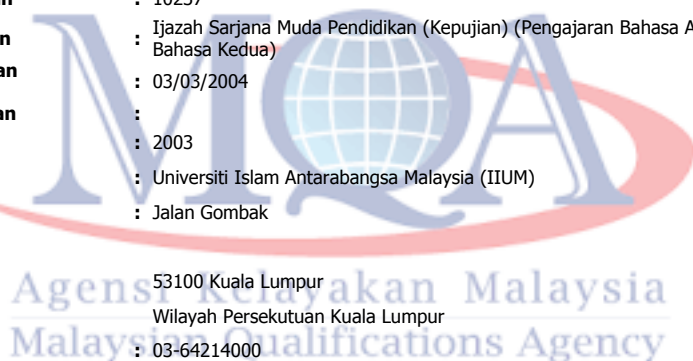 : Ijazah Sarjana Muda Pendidikan (Kepujian) (Pengajaran Bahasa
Bahasa Kedua)
: 03/03/2004
:
: 2003
: Universiti Islam Antarabangsa Malaysia (IIUM)
: Jalan Gombak
53100 Kuala Lumpur
Wilayah Persekutuan Kuala Lumpur
: 03-64214000
MQA
Agensi Kelayakan Malaysia
Malaysian Qualifications Agency